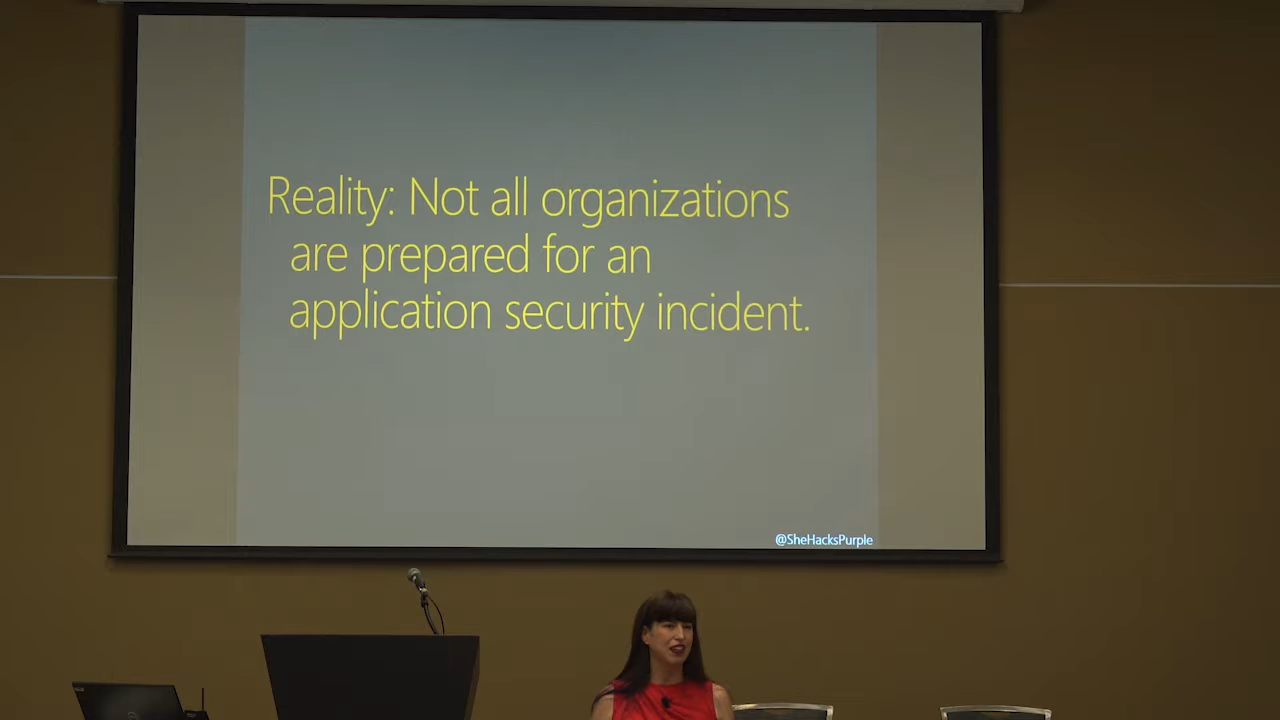 Reality: Not all organizations
are prepared for an
application security incident.
@SheHacksPurple